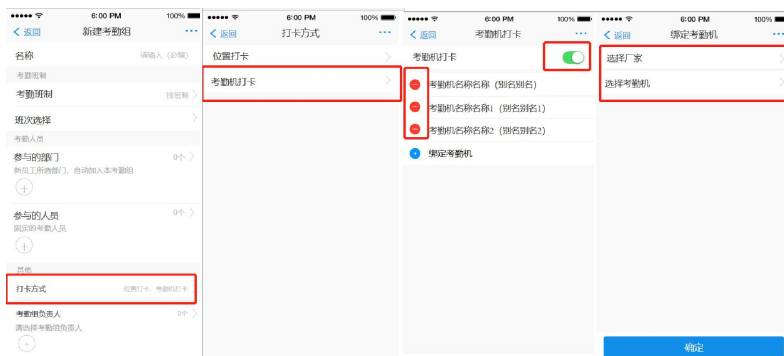 6:00 PM
100%
返回
新建考勤组
名称
请输入（必填）
考勤班制
考勤班制
排班制
班次选择
考勤人员
参与的部门
0个
新员工所选部门，自动加入本考勤组
参与的人员
0个
固定的考勤人员
其他
打卡方式
位置打卡、考勤机打卡
考勤组负责人
0个
请选择考勤组负责人
6:00 PM
100%
返回
打卡方式
位置打卡
考勤机打卡
6:00 PM
100%
返回
考勤机打卡
考勤机打卡
考勤机名称名称（别名别名）
考勤机名称名称1（别名别名1）
考勤机名称名称2（别名别名2）
绑定考勤机
6:00 PM
100%
返回
绑定考勤机
选择厂家
选择考勤机
确定